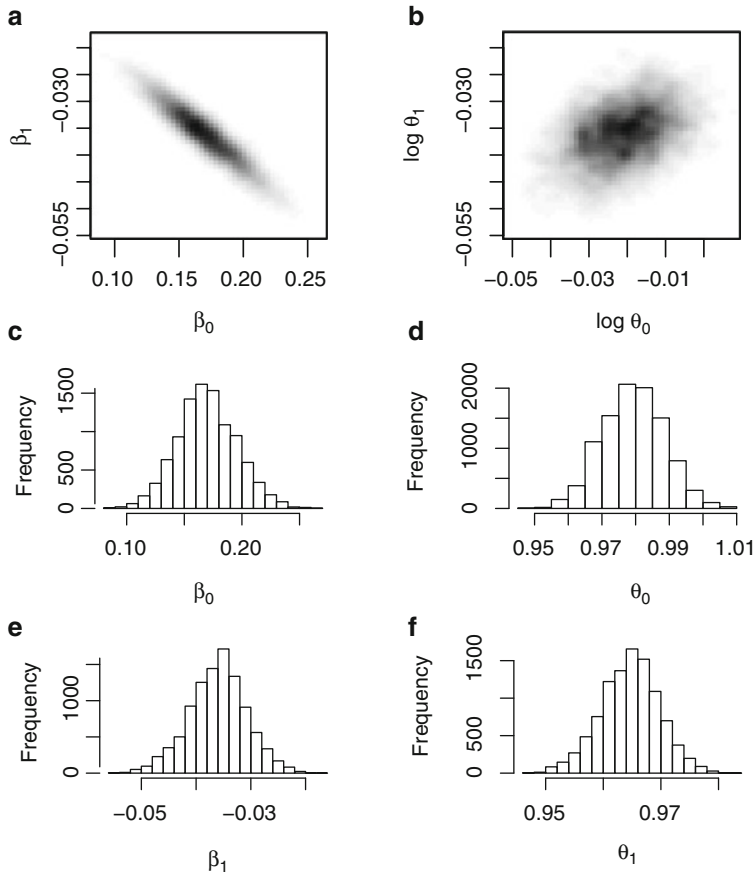 a
β1
−0.055
−0.030
0.10
0.15
0.20
0.25
β0
b
log θ1
−0.055
−0.030
−0.05
−0.03
−0.01
log θ0
c
Frequency
0
500
1500
0.10
0.20
β0
d
Frequency
0
1000
2000
0.95
0.97
0.99
1.01
θ0
e
Frequency
0
1000
−0.05
−0.03
β1
f
Frequency
0
500
1500
0.95
0.97
θ1